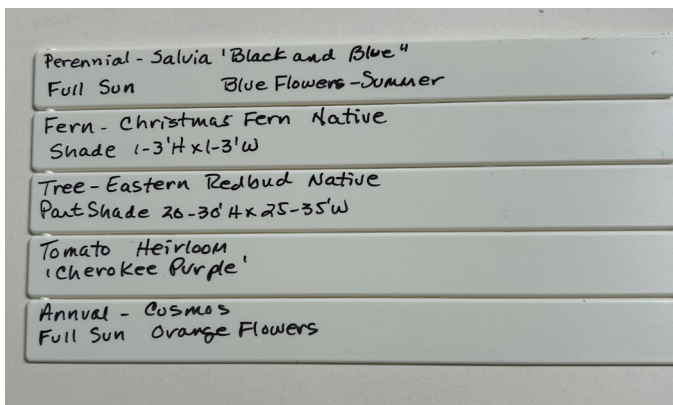 Perennial - Salvia 'Black and Blue"
Full Sun Blue Flowers - Summer
Fern - Christmas Fern Native
Shade 1-3'H x 1-3'W
Tree - Eastern Redbud Native
Part Shade 20-30' H x 25-35'W
Tomato Heirloom
'Cherokee Purple'
Annual - Cosmos
Full Sun Orange Flowers